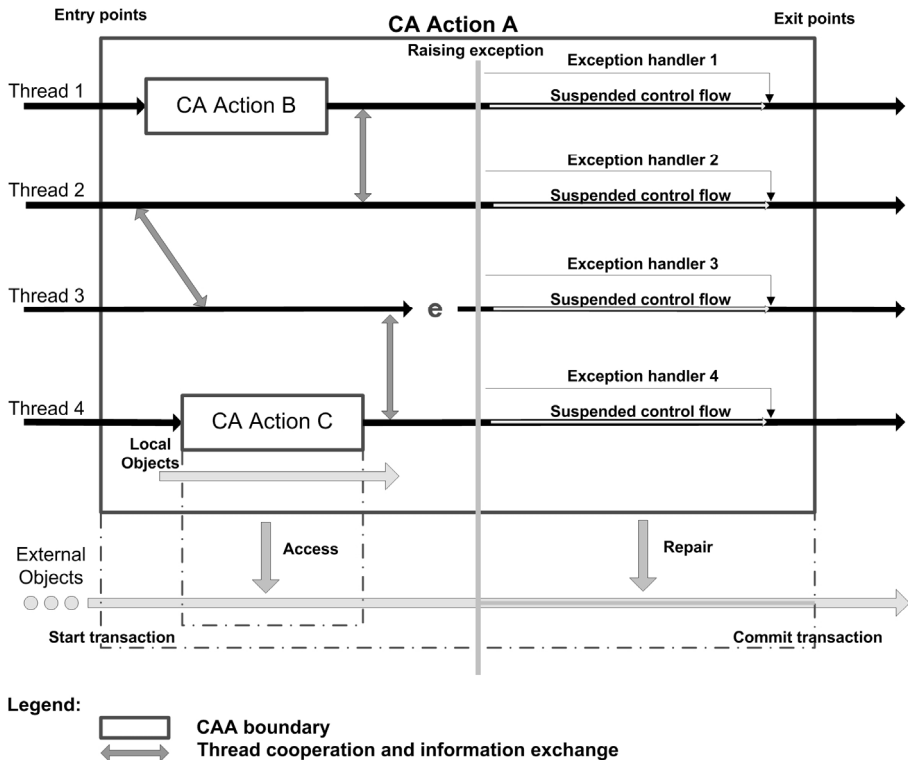 Entry points
CA Action A
Exit points
Raising exception
Exception handler 1
Thread 1
CA Action B
Suspended control flow
Exception handler 2
Thread 2
Suspended control flow
Exception handler 3
Thread 3
e
Suspended control flow
Exception handler 4
Thread 4
CA Action C
Suspended control flow
Local
Objects
External
Objects
Access
Repair
Start transaction
Commit transaction
Legend:
CAA boundary
Thread cooperation and information exchange